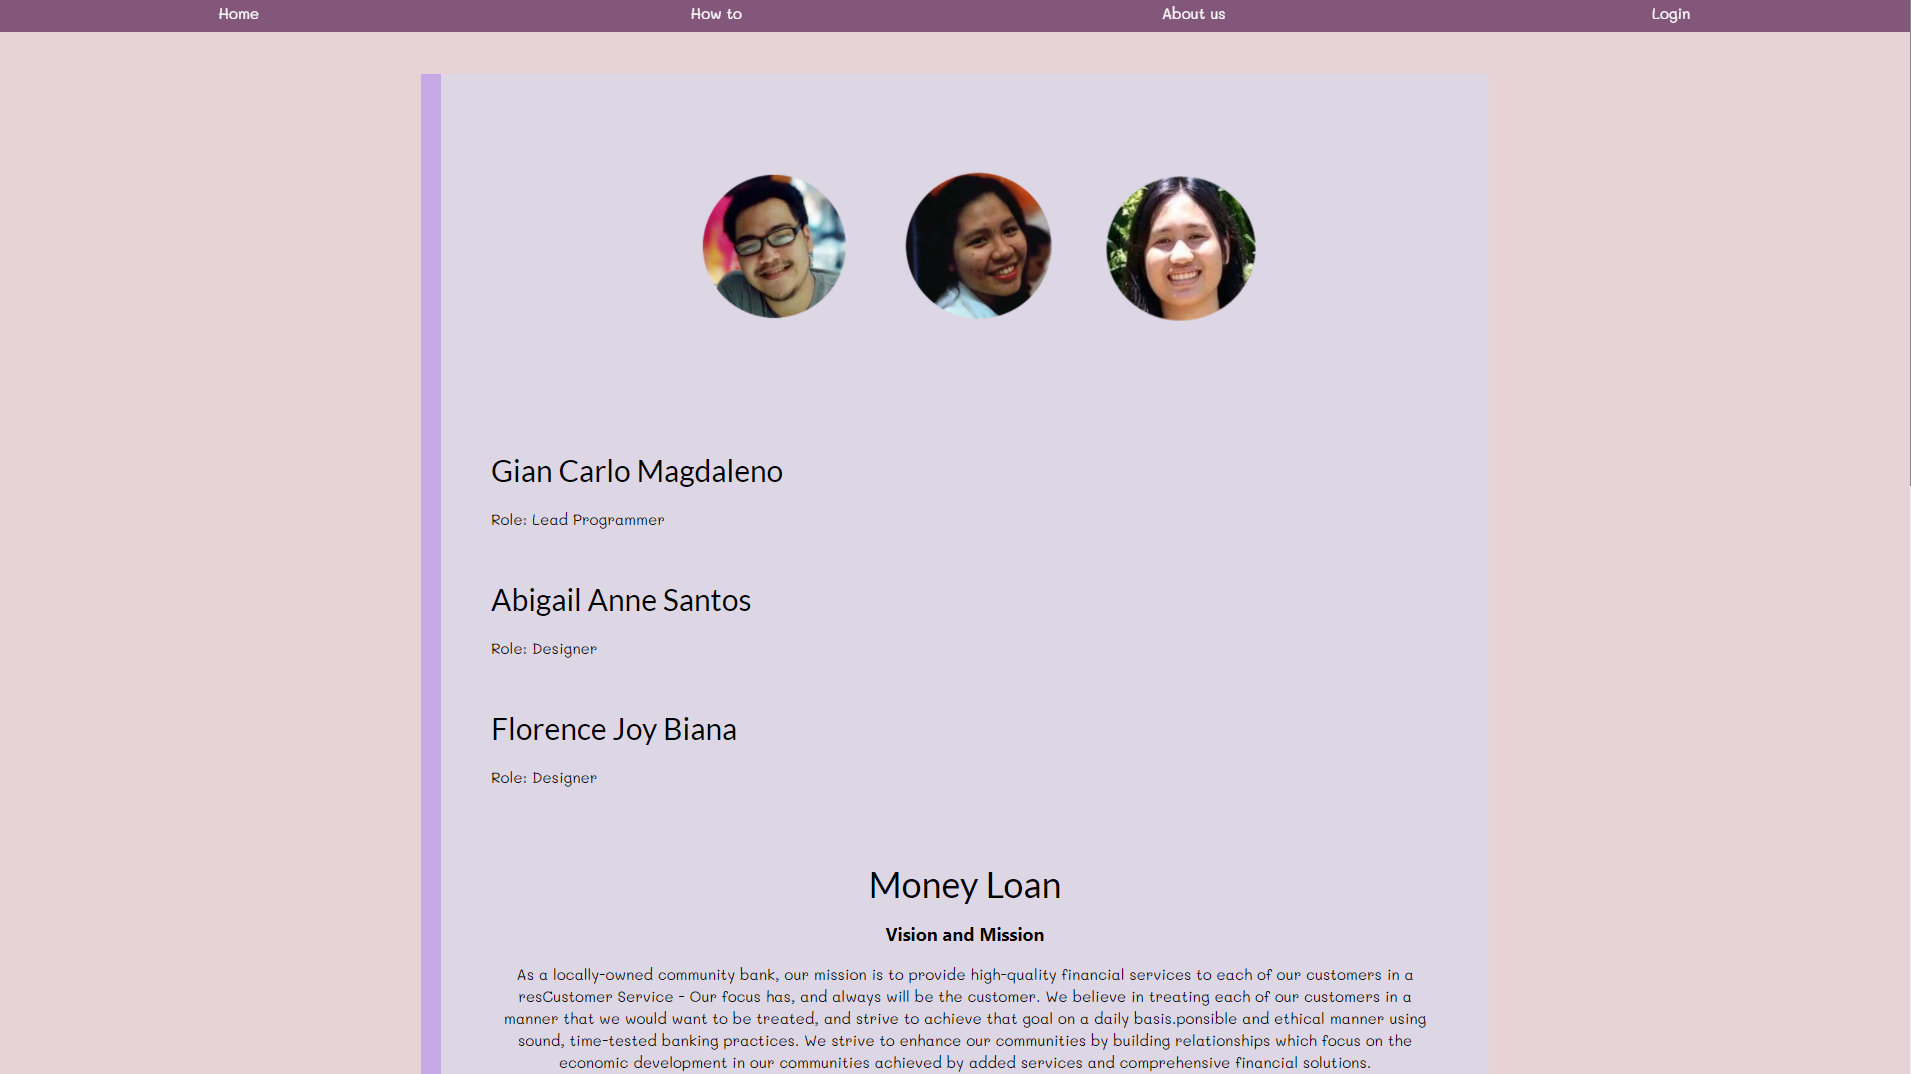 Home
How to
About us
Login
Gian Carlo Magdaleno
Role: Lead Programmer
Abigail Anne Santos
Role: Designer
Florence Joy Biana
Role: Designer
Money Loan
Vision and Mission
As a locally-owned community bank, our mission is to provide high-quality financial services to each of our customers in a
resCustomer Service - Our focus has, and always will be the customer. We believe in treating each of our customers in a
manner that we would want to be treated, and strive to achieve that goal on a daily basis.ponsible and ethical manner using
sound, time-tested banking practices. We strive to enhance our communities by building relationships which focus on the
economic development in our communities achieved by added services and comprehensive financial solutions.